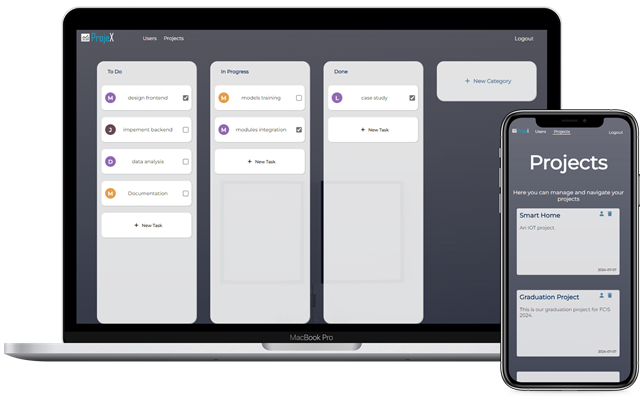 ProjeX
Users
Projects
Logout
To Do
M
design frontend
J
impement backend
D
data analysis
M
Documentation
+ New Task
In Progress
M
models training
M
modules integration
+ New Task
Done
L
case study
+ New Task
+ New Category
MacBook Pro
Users
Projects
Logout
Projects
Here you can manage and navigate your
projects
Smart Home
An IOT project.
2024-07-07
Graduation Project
This is our graduation project for FCIS
2024.
2024-07-07